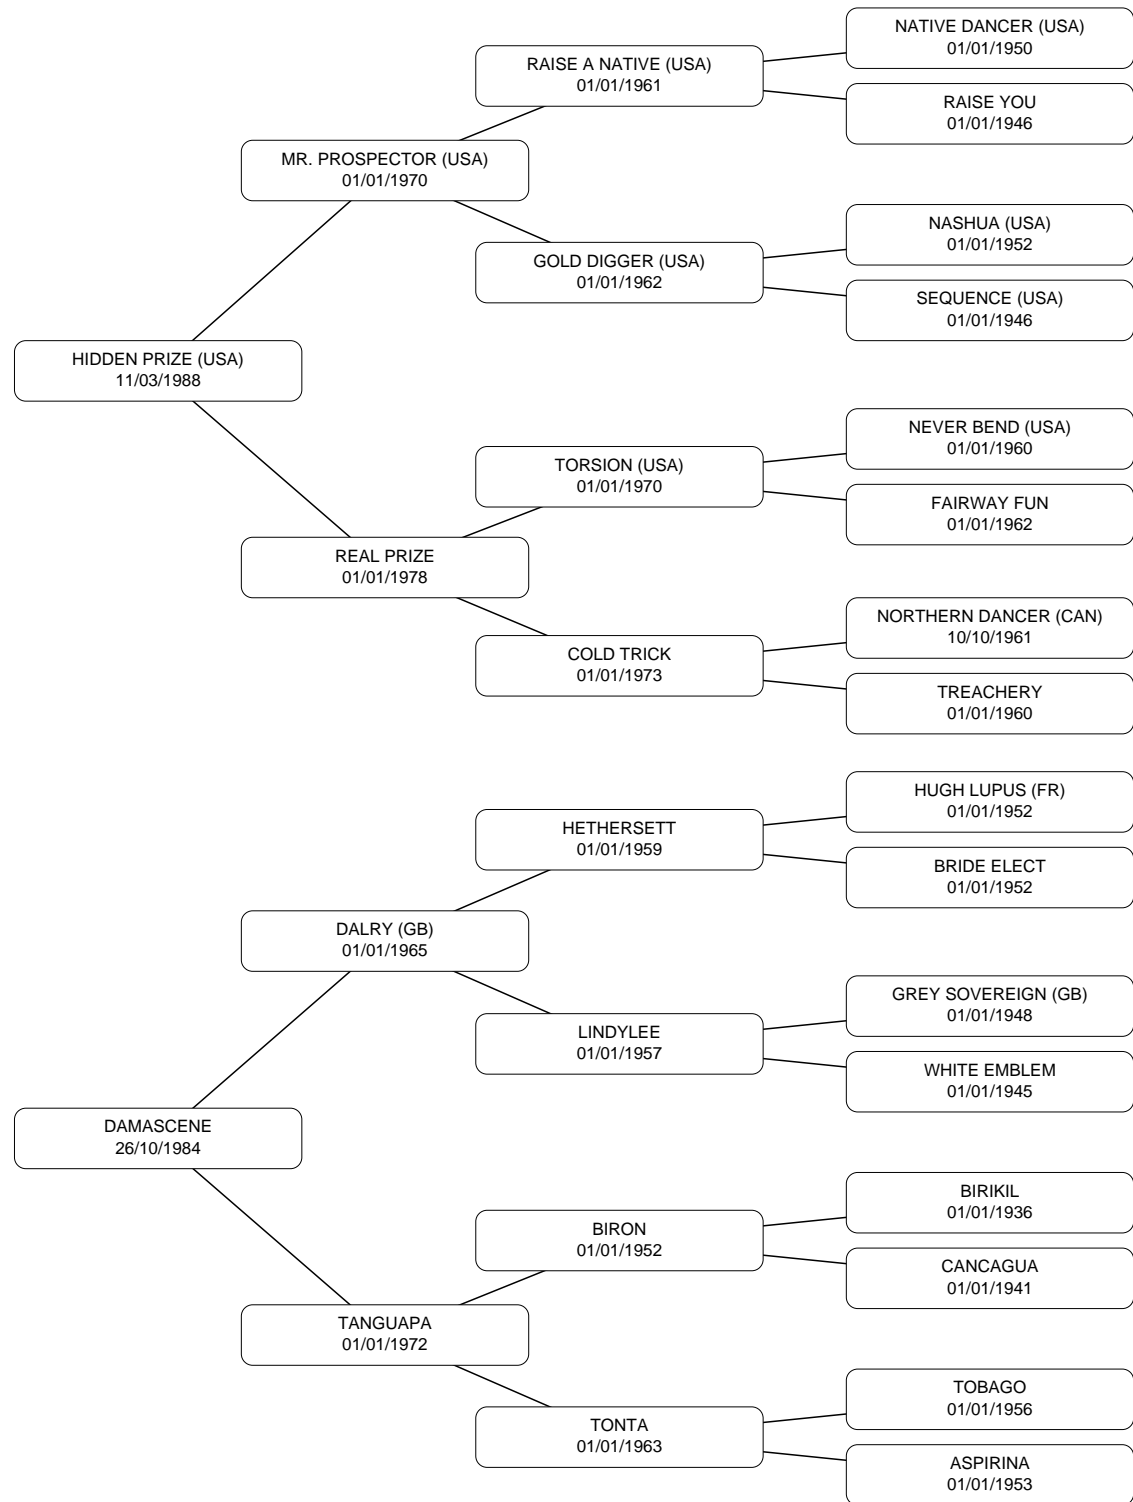 NATIVE DANCER (USA)
01/01/1950
RAISE A NATIVE (USA)
01/01/1961
RAISE YOU
01/01/1946
MR. PROSPECTOR (USA)
01/01/1970
NASHUA (USA)
01/01/1952
GOLD DIGGER (USA)
01/01/1962
SEQUENCE (USA)
01/01/1946
HIDDEN PRIZE (USA)
11/03/1988
NEVER BEND (USA)
01/01/1960
TORSION (USA)
01/01/1970
FAIRWAY FUN
01/01/1962
REAL PRIZE
01/01/1978
NORTHERN DANCER (CAN)
10/10/1961
COLD TRICK
01/01/1973
TREACHERY
01/01/1960
HUGH LUPUS (FR)
01/01/1952
HETHERSETT
01/01/1959
BRIDE ELECT
01/01/1952
DALRY (GB)
01/01/1965
GREY SOVEREIGN (GB)
01/01/1948
LINDYLEE
01/01/1957
WHITE EMBLEM
01/01/1945
DAMASCENE
26/10/1984
BIRIKIL
01/01/1936
BIRON
01/01/1952
CANCAGUA
01/01/1941
TANGUAPA
01/01/1972
TOBAGO
01/01/1956
TONTA
01/01/1963
ASPIRINA
01/01/1953